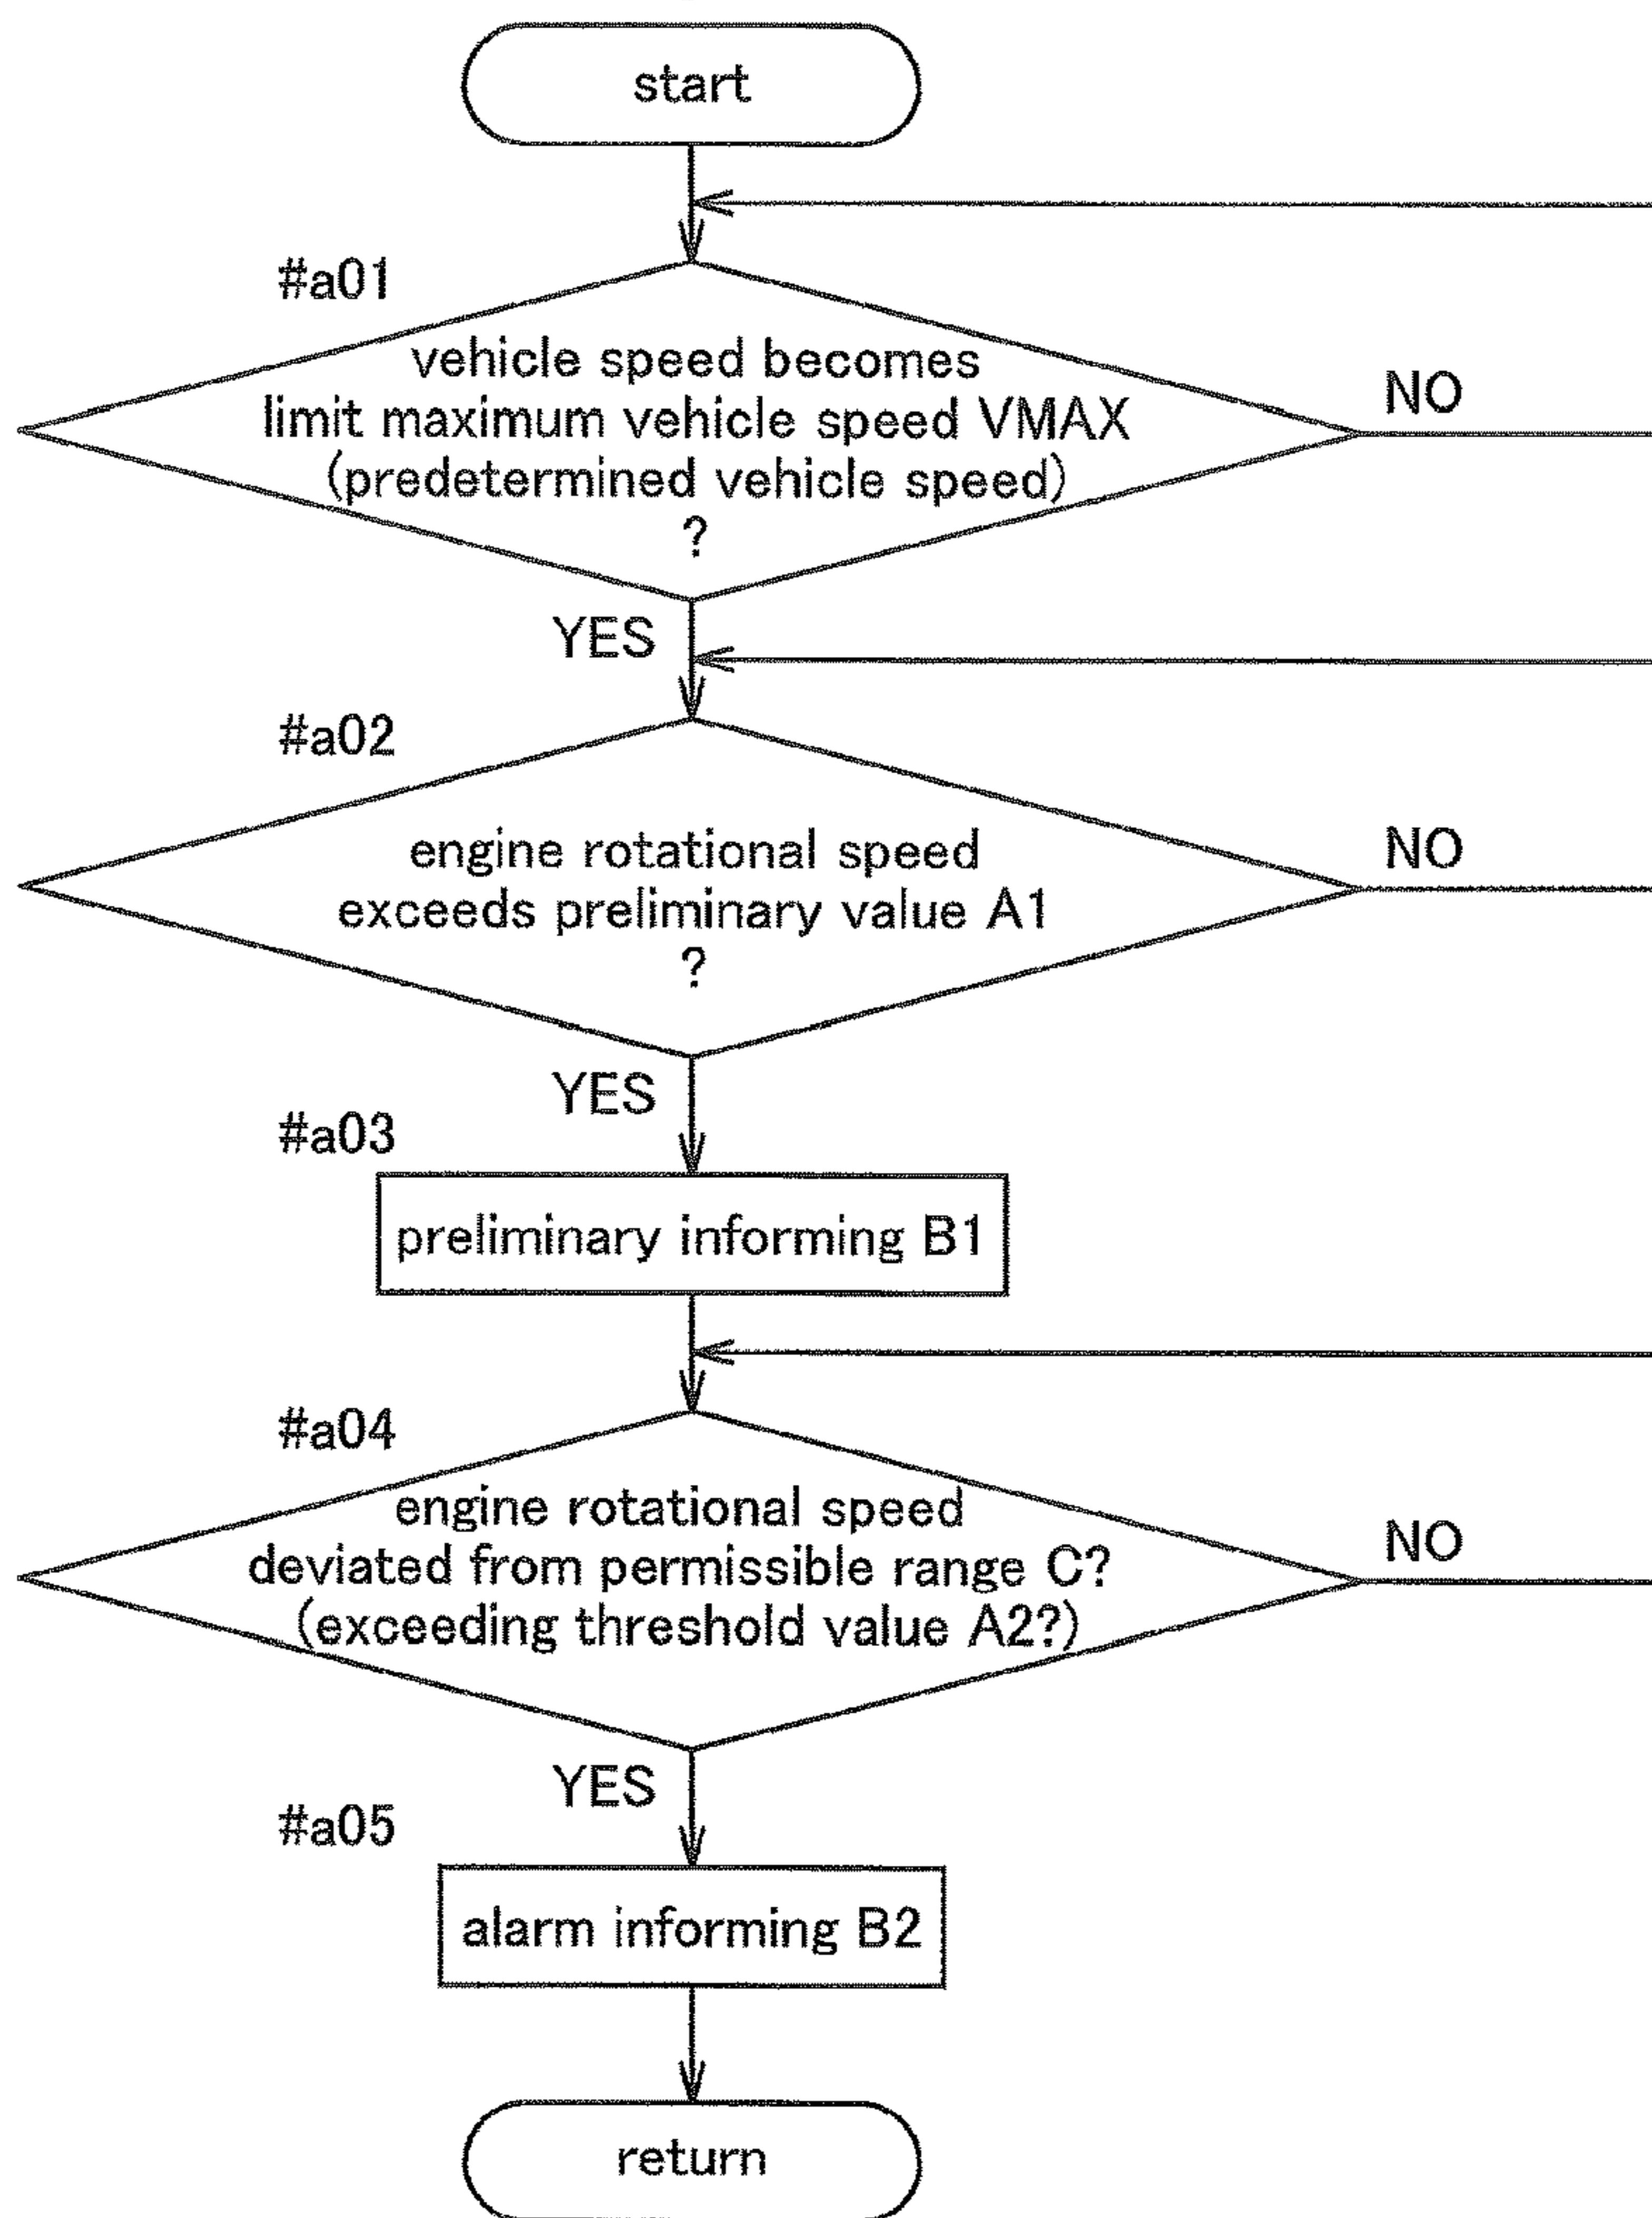 start
#a01
vehicle speed becomes
limit maximum vehicle speed VMAX
(predetermined vehicle speed)
?
NO
YES
#a02
engine rotational speed
exceeds preliminary value A1
?
NO
YES
#a03
preliminary informing B1
#a04
engine rotational speed
deviated from permissible range C?
(exceeding threshold value A2?)
NO
YES
#a05
alarm informing B2
return